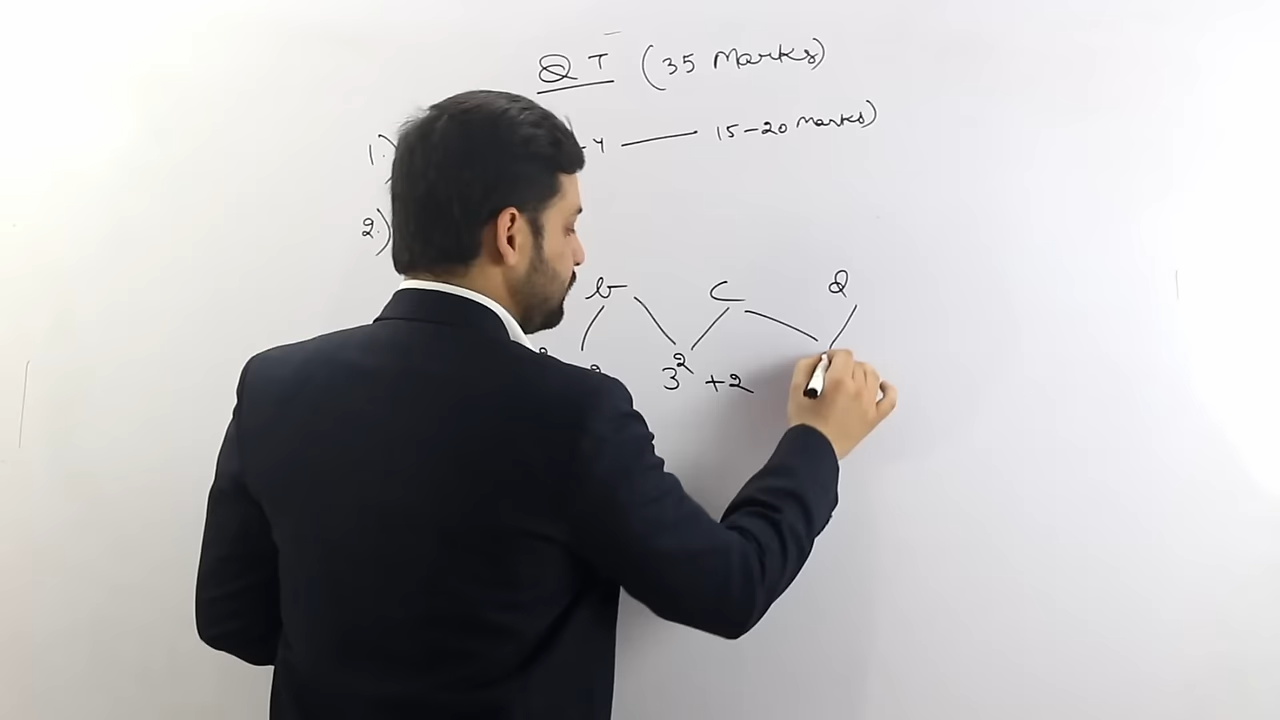 QT (35 Marks)
1.) -4 — 15-20 Marks)
2.)
b C d
3² +2